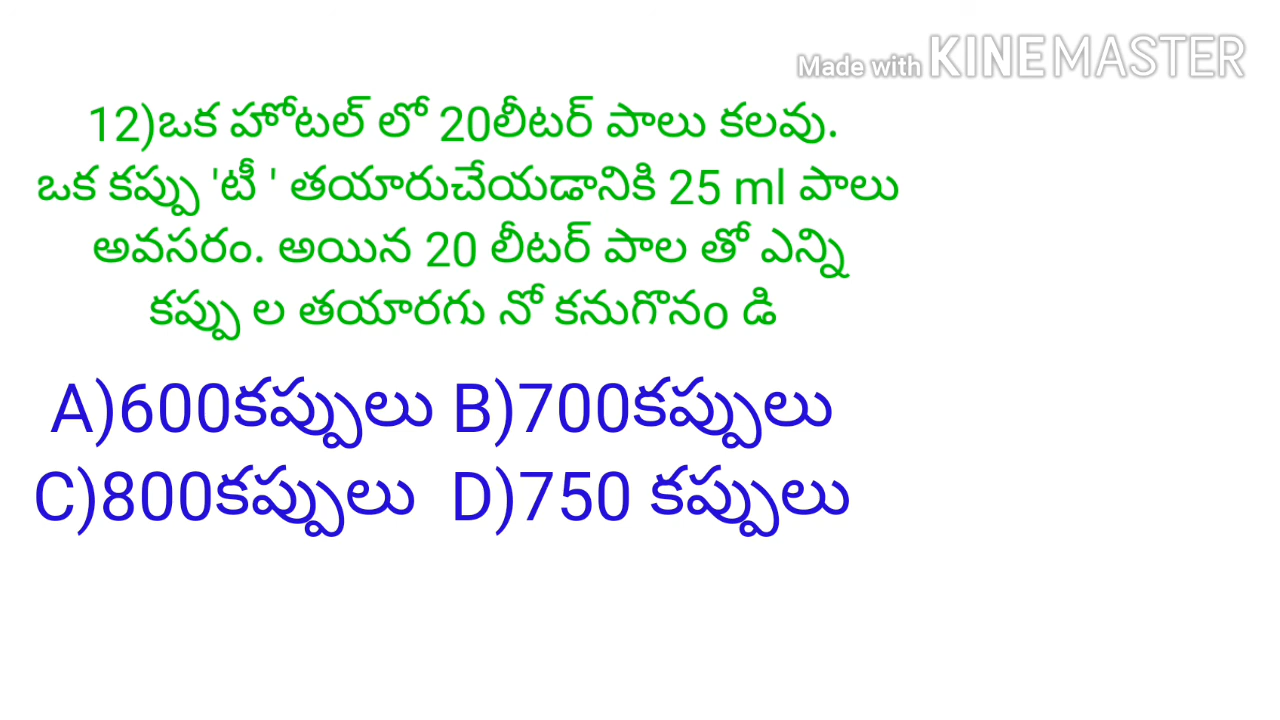 Made with KINEMASTER
12)ఒక హోటల్ లో 20లీటర్ పాలు కలవు.
ఒక కప్పు 'టీ ' తయారుచేయడానికి 25 ml పాలు
అవసరం. అయిన 20 లీటర్ పాల తో ఎన్ని
కప్పు ల తయారగు నో కనుగొనం డి
A)600కప్పులు B)700కప్పులు
C)800కప్పులు D)750 కప్పులు